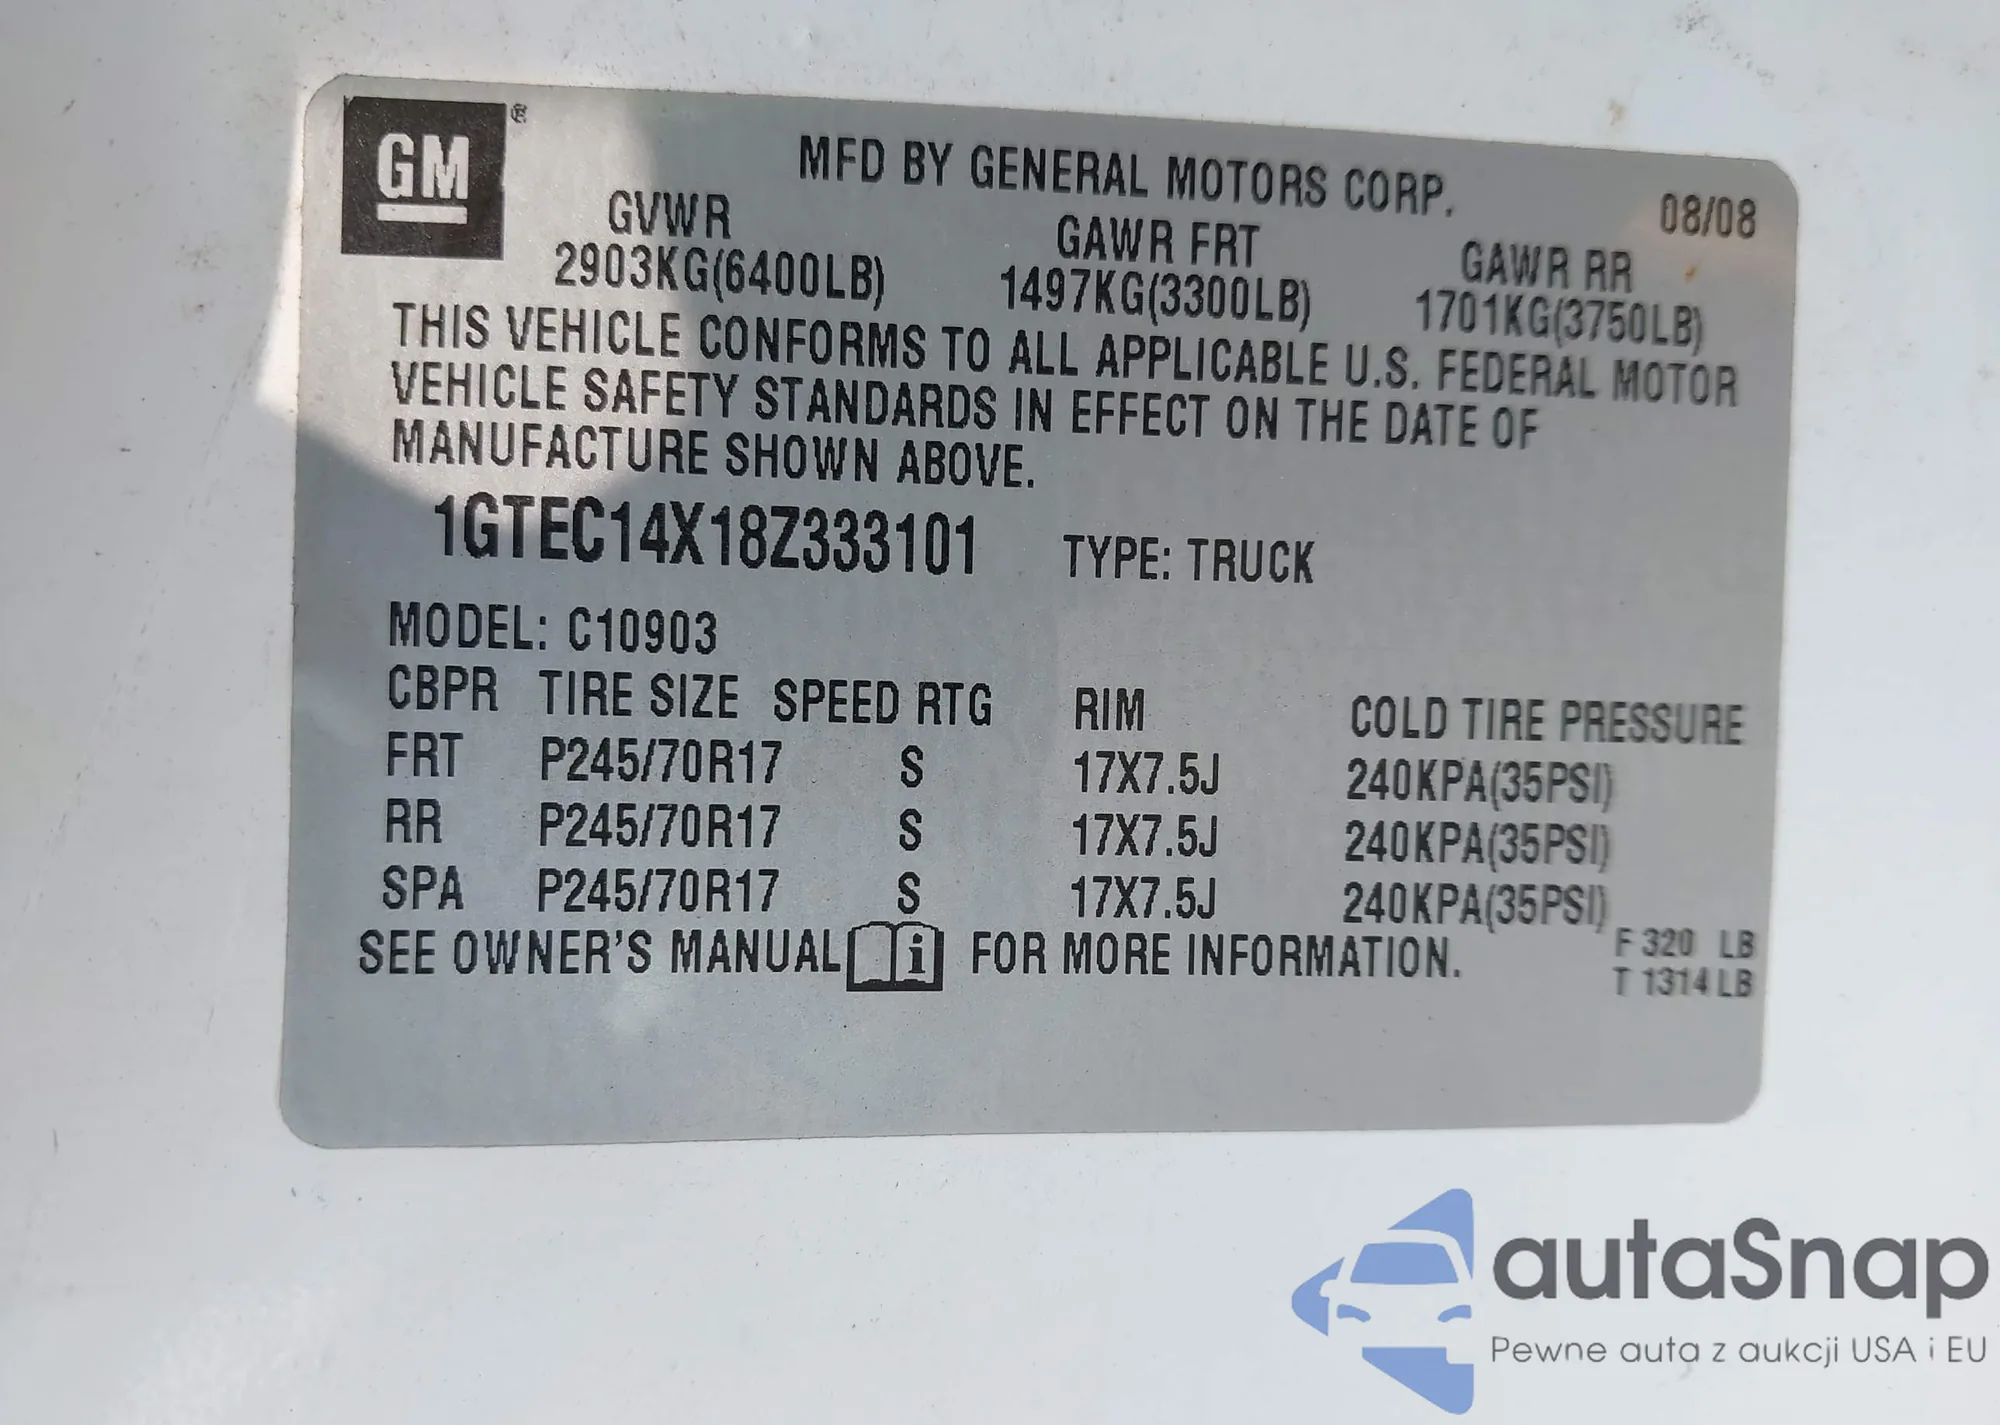 GM®
MFD BY GENERAL MOTORS CORP.
08/08
GVWR GAWR FRT GAWR RR
2903KG(6400LB) 1497KG(3300LB) 1701KG(3750LB)
THIS VEHICLE CONFORMS TO ALL APPLICABLE U.S. FEDERAL MOTOR
VEHICLE SAFETY STANDARDS IN EFFECT ON THE DATE OF
MANUFACTURE SHOWN ABOVE.
1GTEC14X18Z333101 TYPE: TRUCK
MODEL: C10903
CBPR TIRE SIZE SPEED RTG RIM COLD TIRE PRESSURE
FRT P245/70R17 S 17X7.5J 240KPA(35PSI)
RR P245/70R17 S 17X7.5J 240KPA(35PSI)
SPA P245/70R17 S 17X7.5J 240KPA(35PSI)
SEE OWNER'S MANUAL i FOR MORE INFORMATION.
F 320 LB
T 1314 LB
autaSnap
Pewne auta z aukcji USA i EU